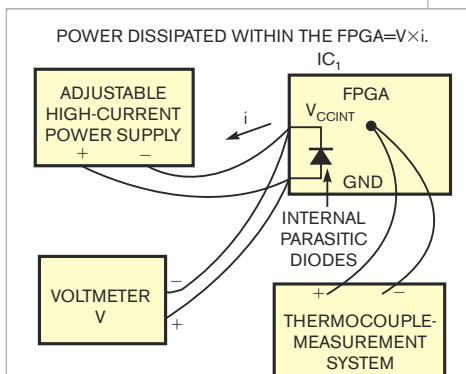 POWER DISSIPATED WITHIN THE FPGA=V×i.
IC1
ADJUSTABLE
HIGH-CURRENT
POWER SUPPLY
+ −
i
FPGA
VCCINT
GND
INTERNAL
PARASITIC
DIODES
VOLTMETER
V
−
+
+ −
THERMOCOUPLE-
MEASUREMENT
SYSTEM